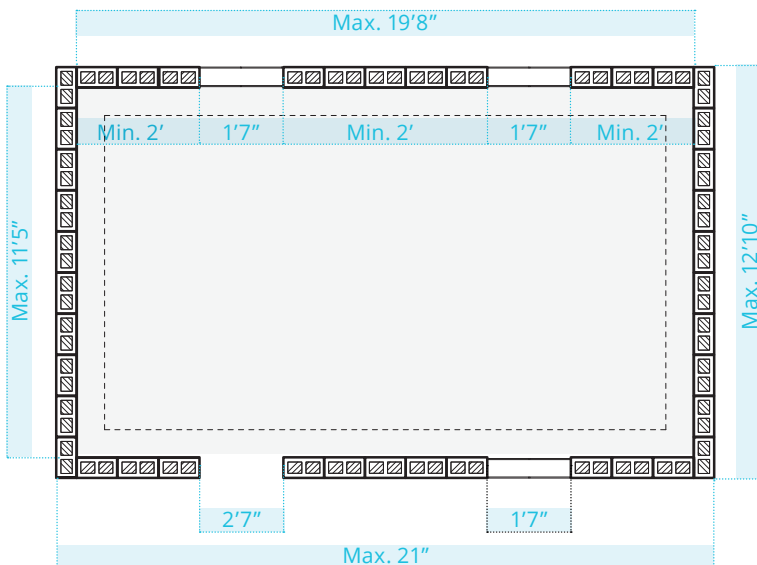 Max. 19’8”
Min. 2’
1’7”
Min. 2’
1’7”
Min. 2’
Max. 11’5”
Max. 12’10”
2’7”
1’7”
Max. 21”